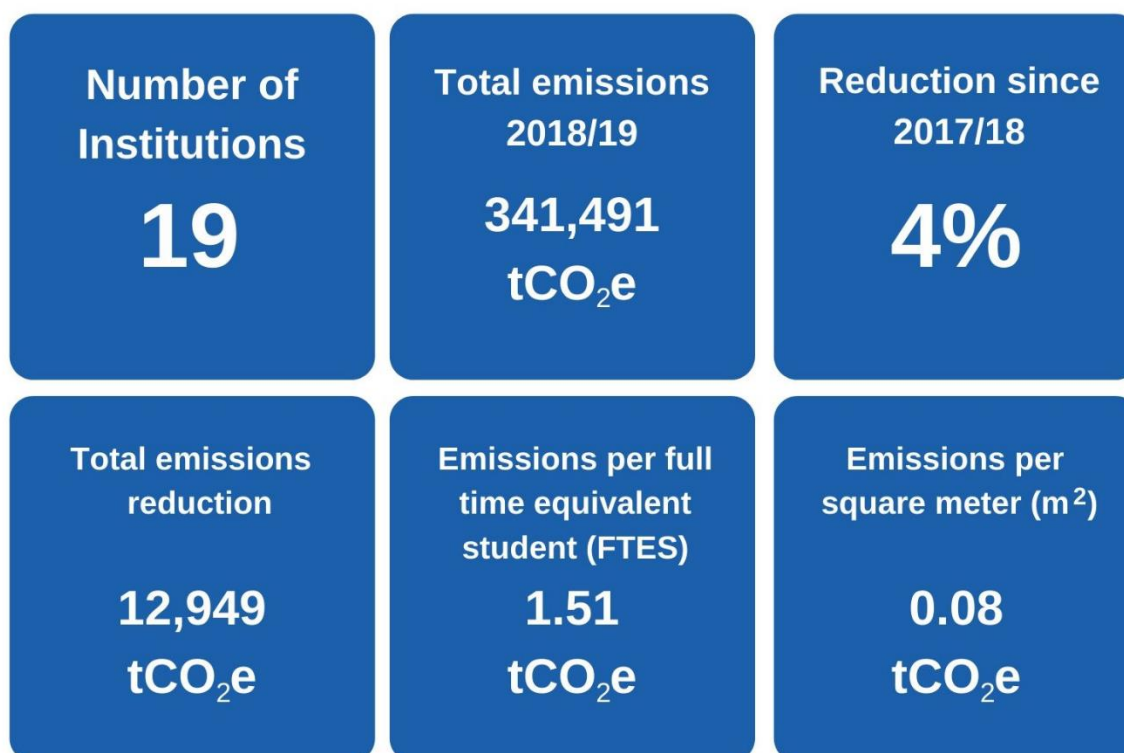 Number of
Institutions
19
Total emissions
2018/19
341,491
tCO₂e
Reduction since
2017/18
4%
Total emissions
reduction
12,949
tCO₂e
Emissions per full
time equivalent
student (FTES)
1.51
tCO₂e
Emissions per
square meter (m²)
0.08
tCO₂e